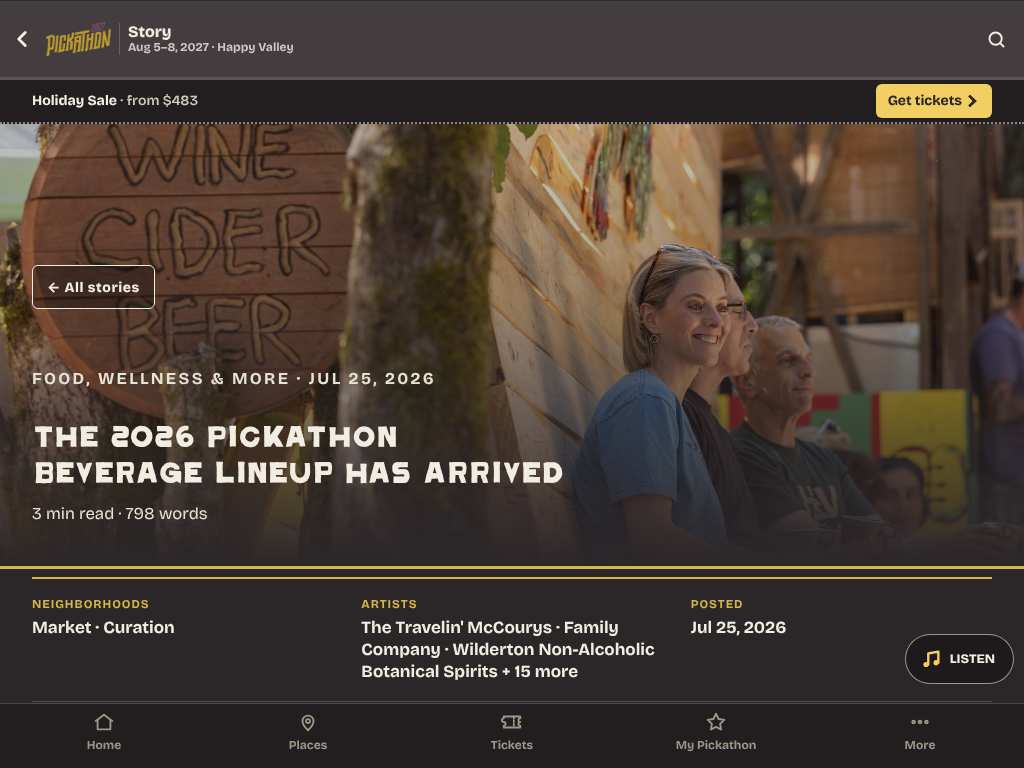 PICKATHON
Story
Aug 5–8, 2027 · Happy Valley
Holiday Sale · from $483
Get tickets
WINE
CIDER
BEER
← All stories
FOOD, WELLNESS & MORE · JUL 25, 2026
THE 2026 PICKATHON
BEVERAGE LINEUP HAS ARRIVED
3 min read · 798 words
NEIGHBORHOODS
Market · Curation
ARTISTS
The Travelin' McCourys · Family
Company · Wilderton Non-Alcoholic
Botanical Spirits + 15 more
POSTED
Jul 25, 2026
LISTEN
Home
Places
Tickets
My Pickathon
More